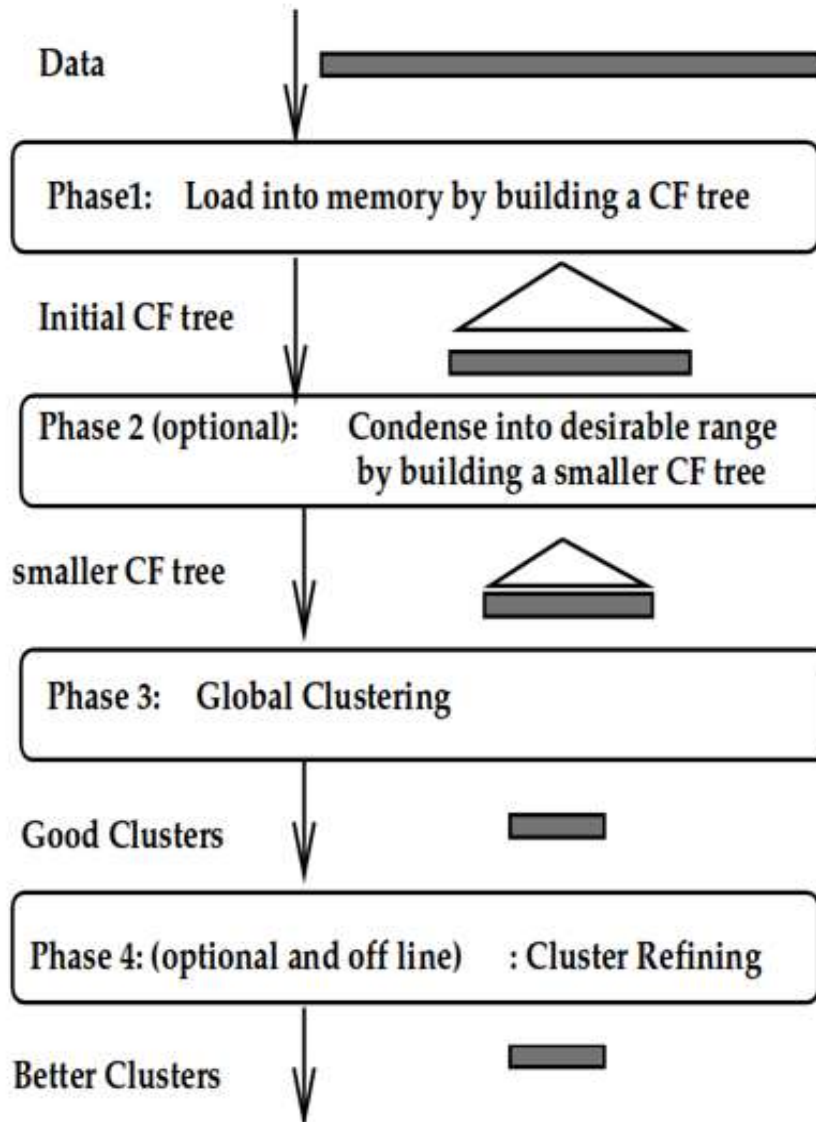 Data
Phase1: Load into memory by building a CF tree
Initial CF tree
Phase 2 (optional): Condense into desirable range
by building a smaller CF tree
smaller CF tree
Phase 3: Global Clustering
Good Clusters
Phase 4: (optional and off line) : Cluster Refining
Better Clusters